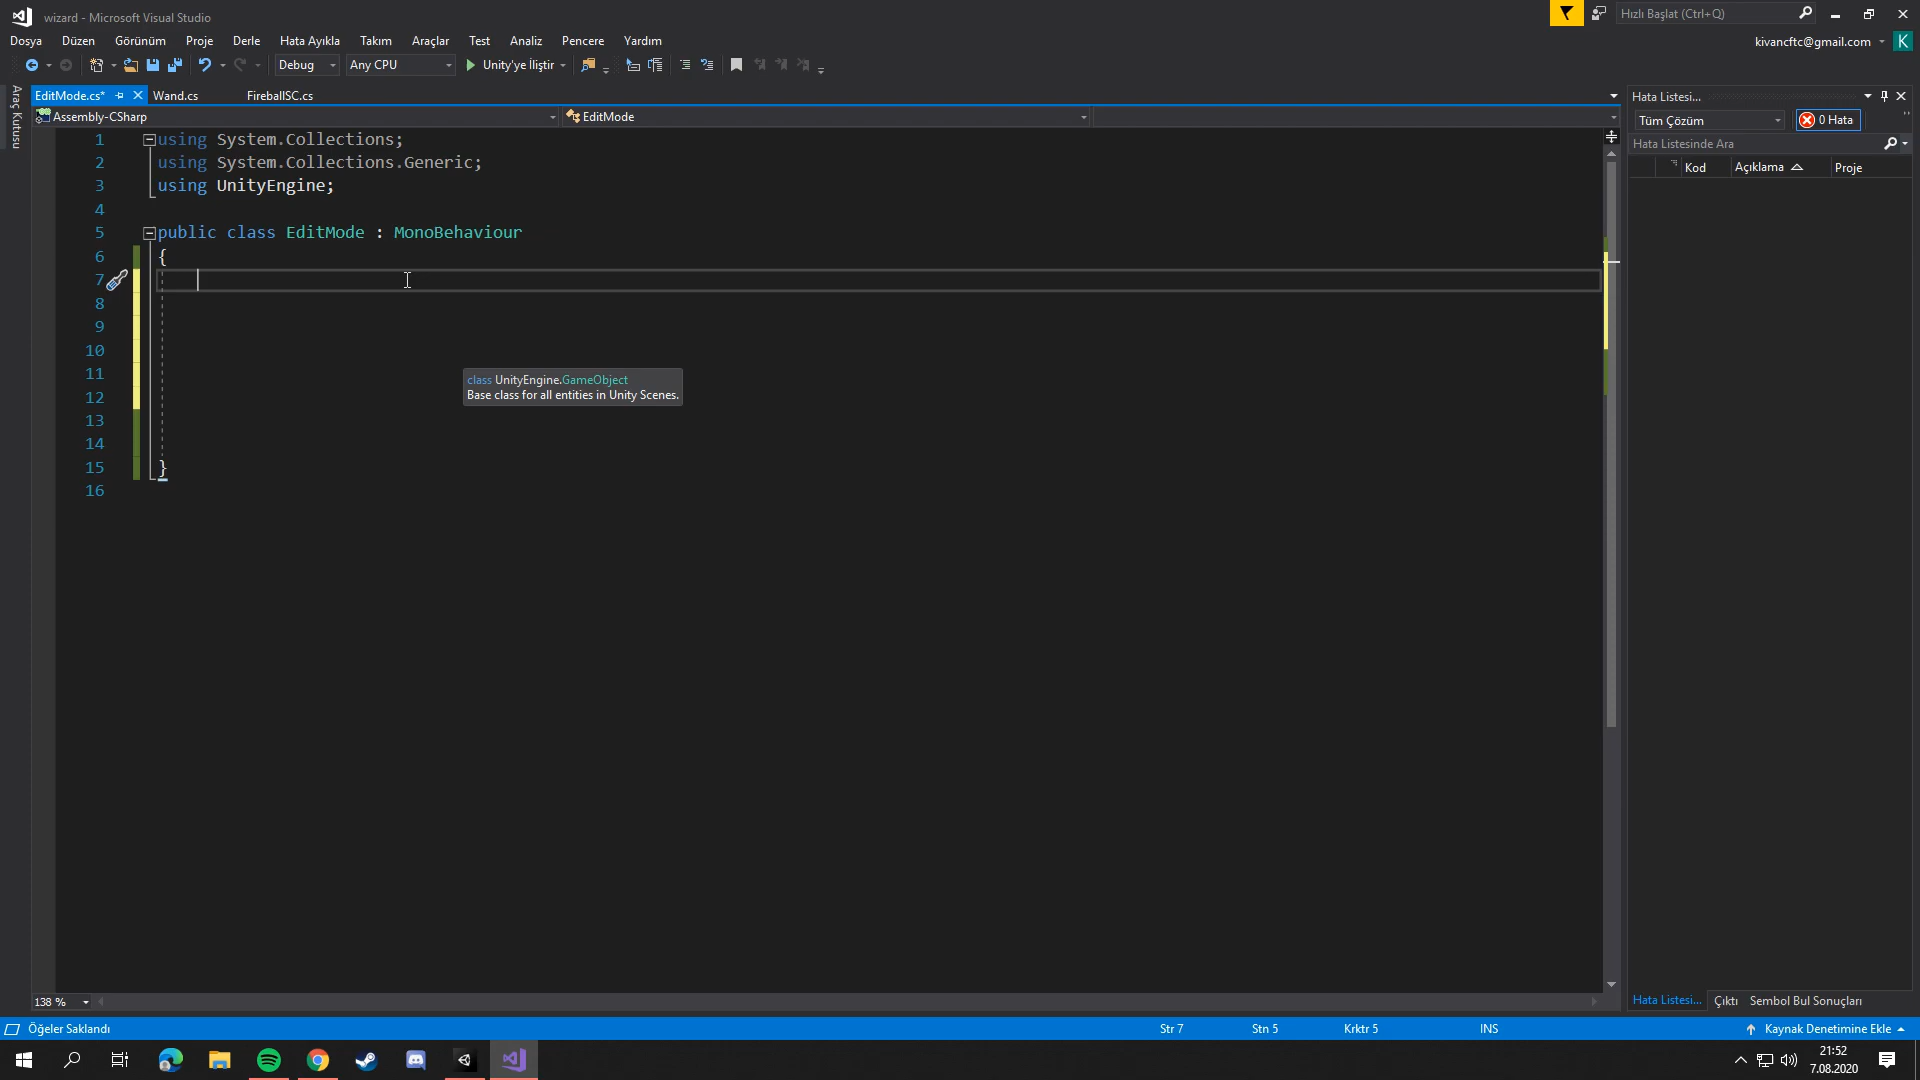 wizard - Microsoft Visual Studio
Hızlı Başlat (Ctrl+Q)
Dosya Düzen Görünüm Proje Derle Hata Ayıkla Takım Araçlar Test Analiz Pencere Yardım
kivancftc@gmail.com K
Debug Any CPU Unity'ye İliştir
Araç Kutusu
EditMode.cs* Wand.cs FireballSC.cs
Assembly-CSharp EditMode
1 using System.Collections;
2 using System.Collections.Generic;
3 using UnityEngine;
4
5 public class EditMode : MonoBehaviour
6 {
7
8
9
10
11
12
13
14
15 }
16
class UnityEngine.GameObject
Base class for all entities in Unity Scenes.
Hata Listesi...
Tüm Çözüm 0 Hata
Hata Listesinde Ara
Kod Açıklama Proje
138 %
Hata Listesi... Çıktı Sembol Bul Sonuçları
Öğeler Saklandı Str 7 Stn 5 Krktr 5 INS Kaynak Denetimine Ekle
21:52
7.08.2020